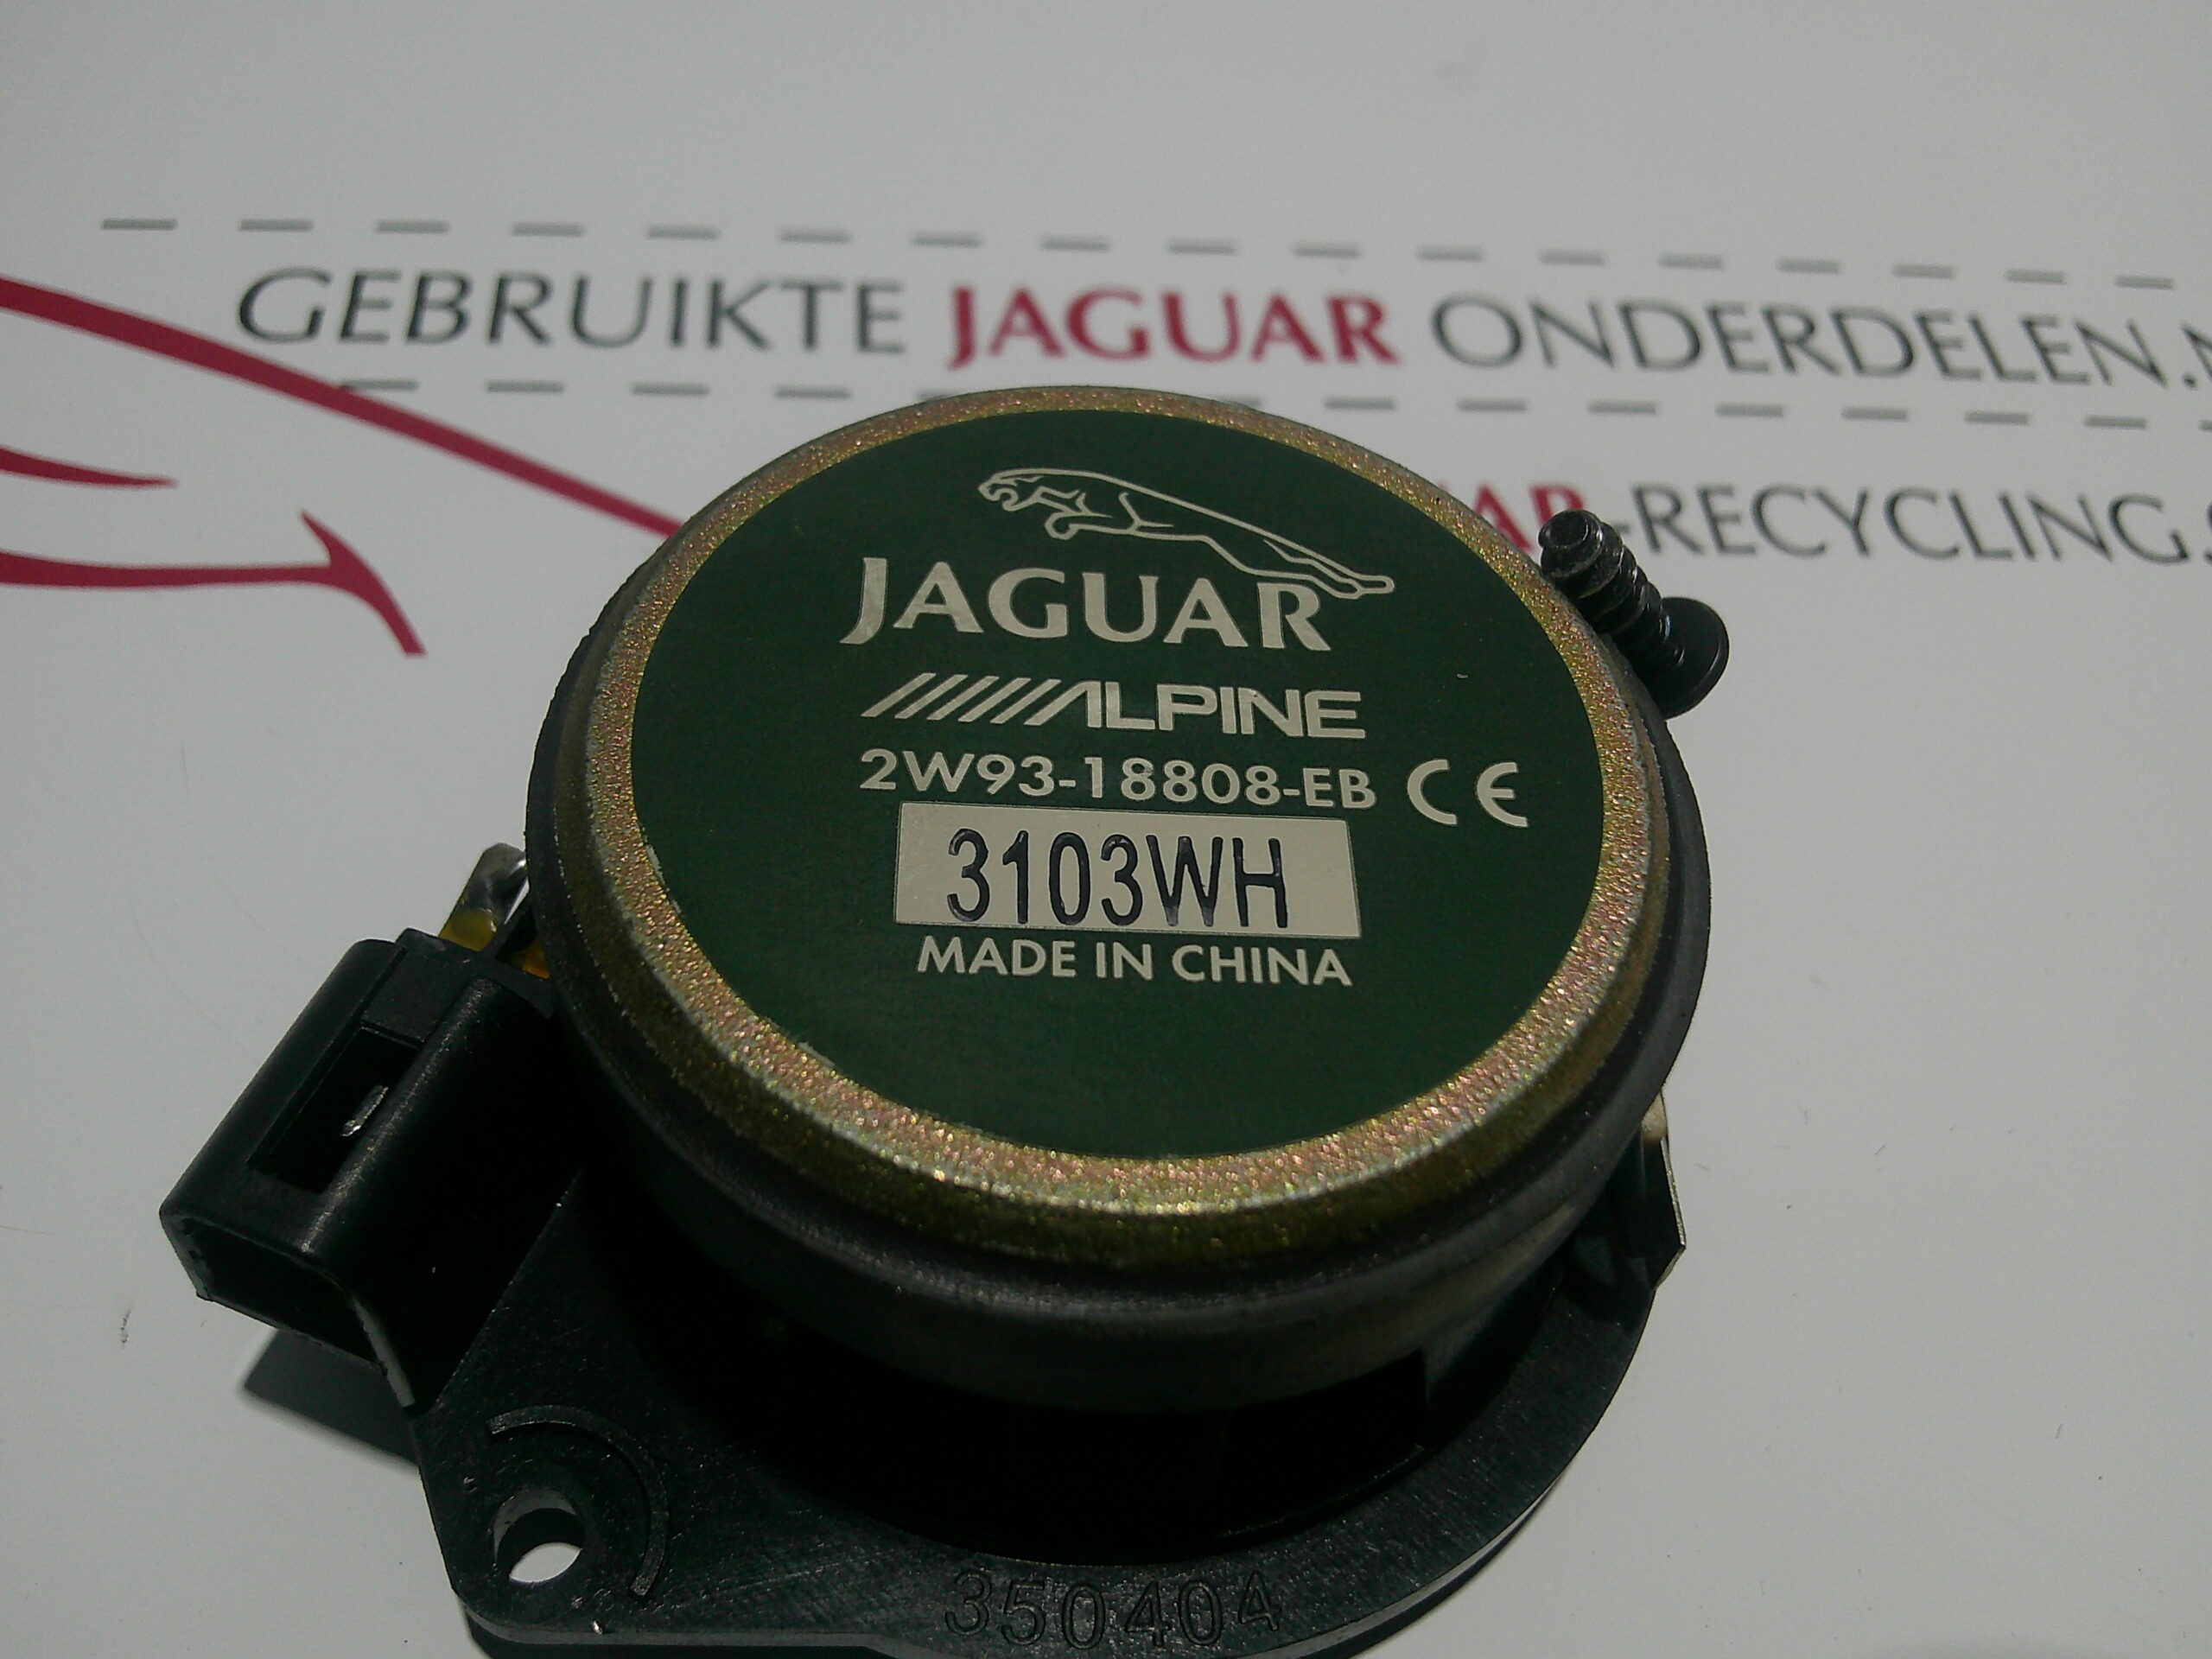 GEBRUIKTE JAGUAR ONDERDELEN.N
-RECYCLING.
JAGUAR
ALPINE
2W93-18808-EB CE
3103WH
MADE IN CHINA
350404